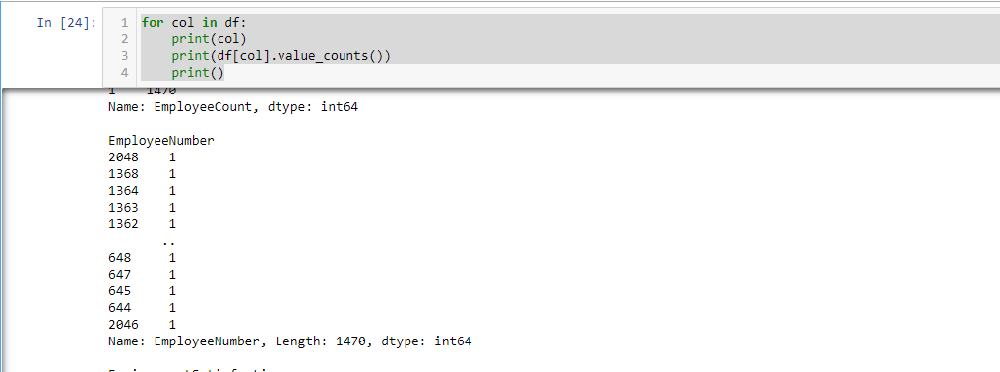 In [24]:
1 for col in df:
2 print(col)
3 print(df[col].value_counts())
4 print()
1 1470
Name: EmployeeCount, dtype: int64
EmployeeNumber
2048 1
1368 1
1364 1
1363 1
1362 1
..
648 1
647 1
645 1
644 1
2046 1
Name: EmployeeNumber, Length: 1470, dtype: int64